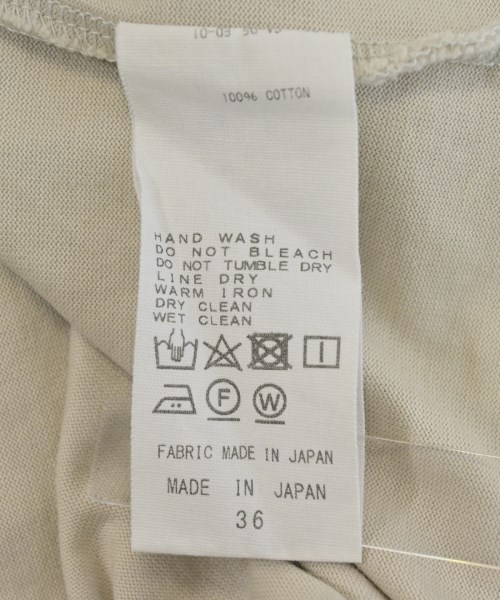 100% COTTON
HAND WASH
DO NOT BLEACH
DO NOT TUMBLE DRY
LINE DRY
WARM IRON
DRY CLEAN
WET CLEAN
F W
FABRIC MADE IN JAPAN
MADE IN JAPAN
36